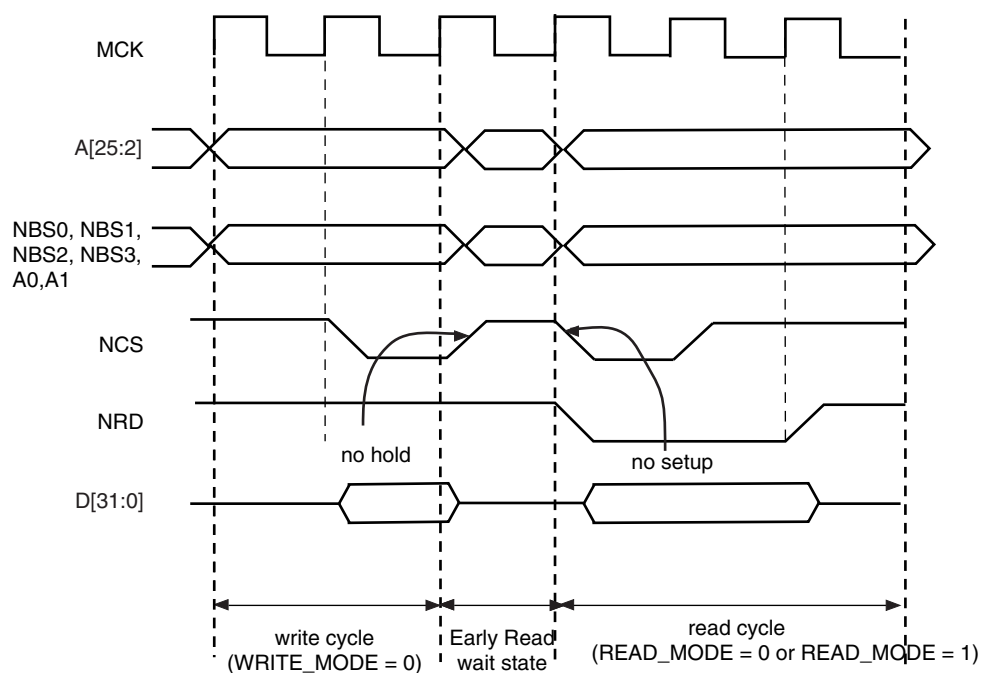 MCK
A[25:2]
NBS0, NBS1,
NBS2, NBS3,
A0,A1
NCS
NRD
no hold
no setup
D[31:0]
write cycle
(WRITE_MODE = 0)
Early Read
wait state
read cycle
(READ_MODE = 0 or READ_MODE = 1)